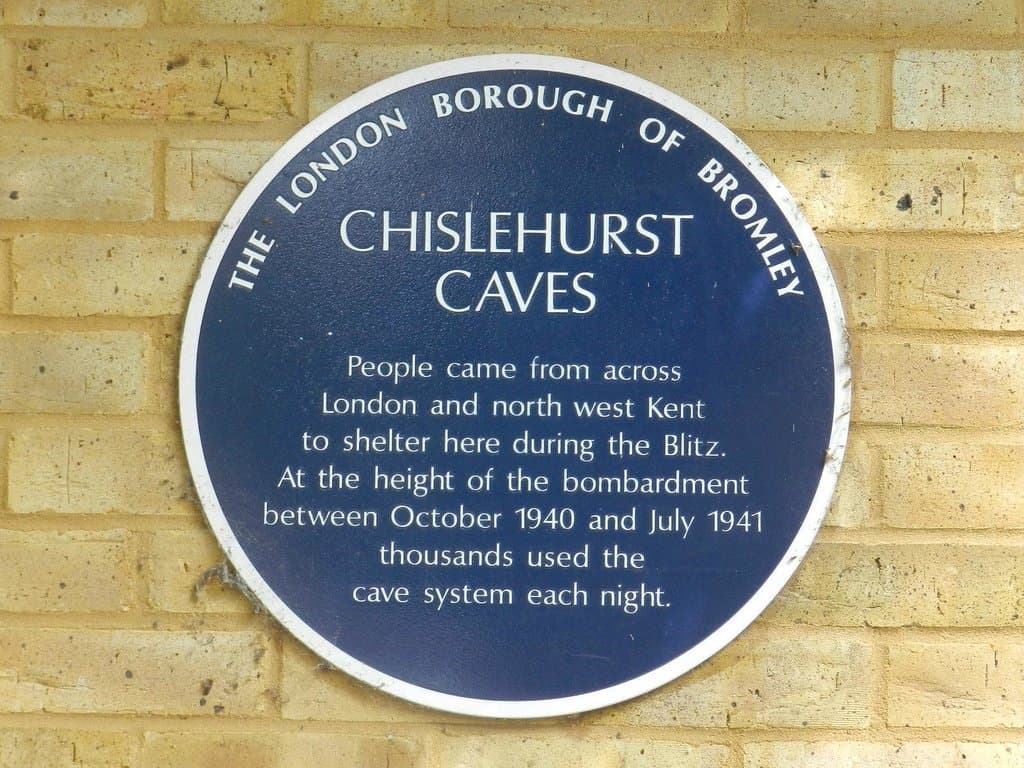 THE LONDON BOROUGH OF BROMLEY
CHISLEHURST
CAVES
People came from across
London and north west Kent
to shelter here during the Blitz.
At the height of the bombardment
between October 1940 and July 1941
thousands used the
cave system each night.